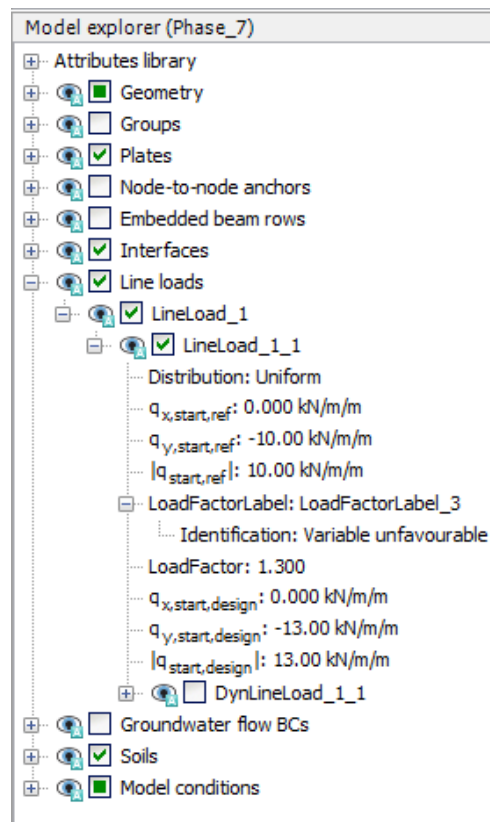 Model explorer (Phase_7)
Attributes library
Geometry
Groups
Plates
Node-to-node anchors
Embedded beam rows
Interfaces
Line loads
LineLoad_1
LineLoad_1_1
Distribution: Uniform
qx,start,ref: 0.000 kN/m/m
qy,start,ref: -10.00 kN/m/m
|qstart,ref|: 10.00 kN/m/m
LoadFactorLabel: LoadFactorLabel_3
Identification: Variable unfavourable
LoadFactor: 1.300
qx,start,design: 0.000 kN/m/m
qy,start,design: -13.00 kN/m/m
|qstart,design|: 13.00 kN/m/m
DynLineLoad_1_1
Groundwater flow BCs
Soils
Model conditions